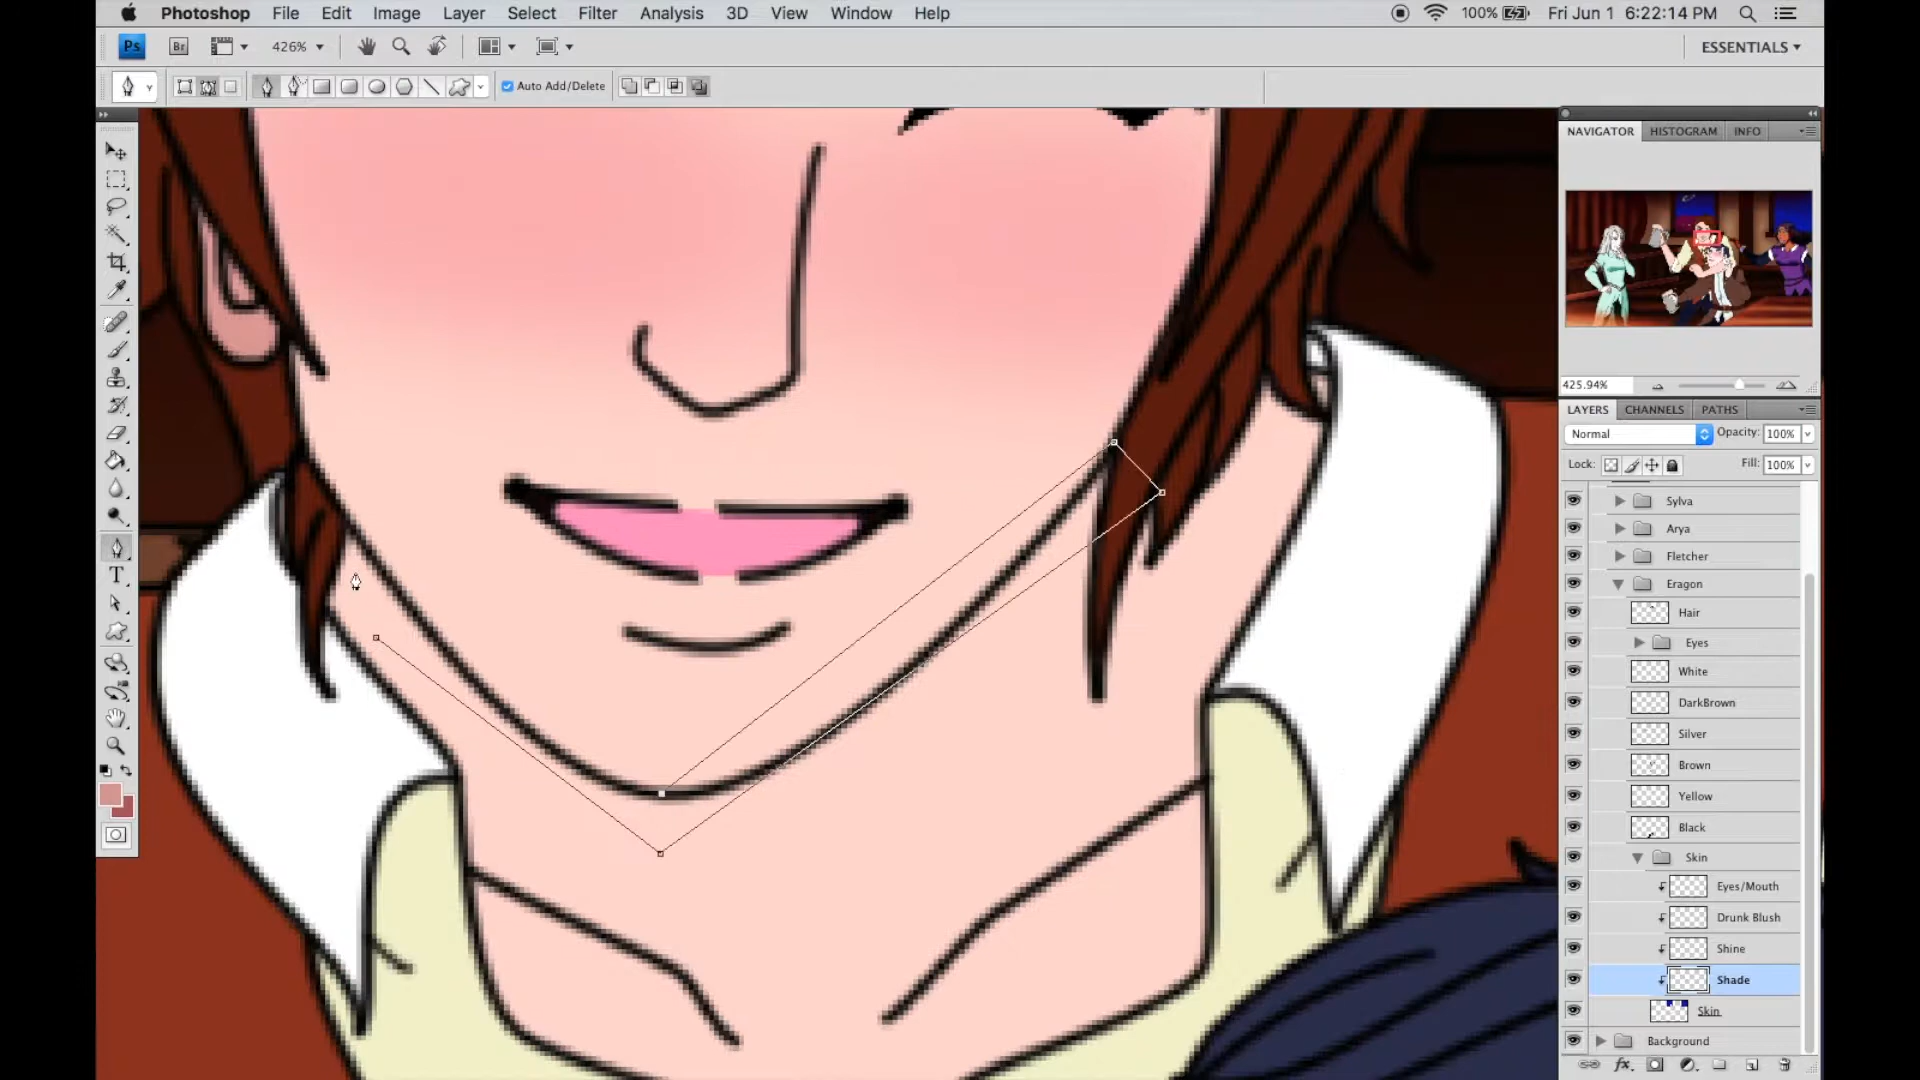 Photoshop File Edit Image Layer Select Filter Analysis 3D View Window Help 100% Fri Jun 1 6:22:14 PM
Ps Br 426% ESSENTIALS
Auto Add/Delete
NAVIGATOR HISTOGRAM INFO
425.94%
LAYERS CHANNELS PATHS
Normal Opacity: 100%
Lock: Fill: 100%
Sylva
Arya
Fletcher
Eragon
Hair
Eyes
White
DarkBrown
Silver
Brown
Yellow
Black
Skin
Eyes/Mouth
Drunk Blush
Shine
Shade
Skin
Background
fx
T